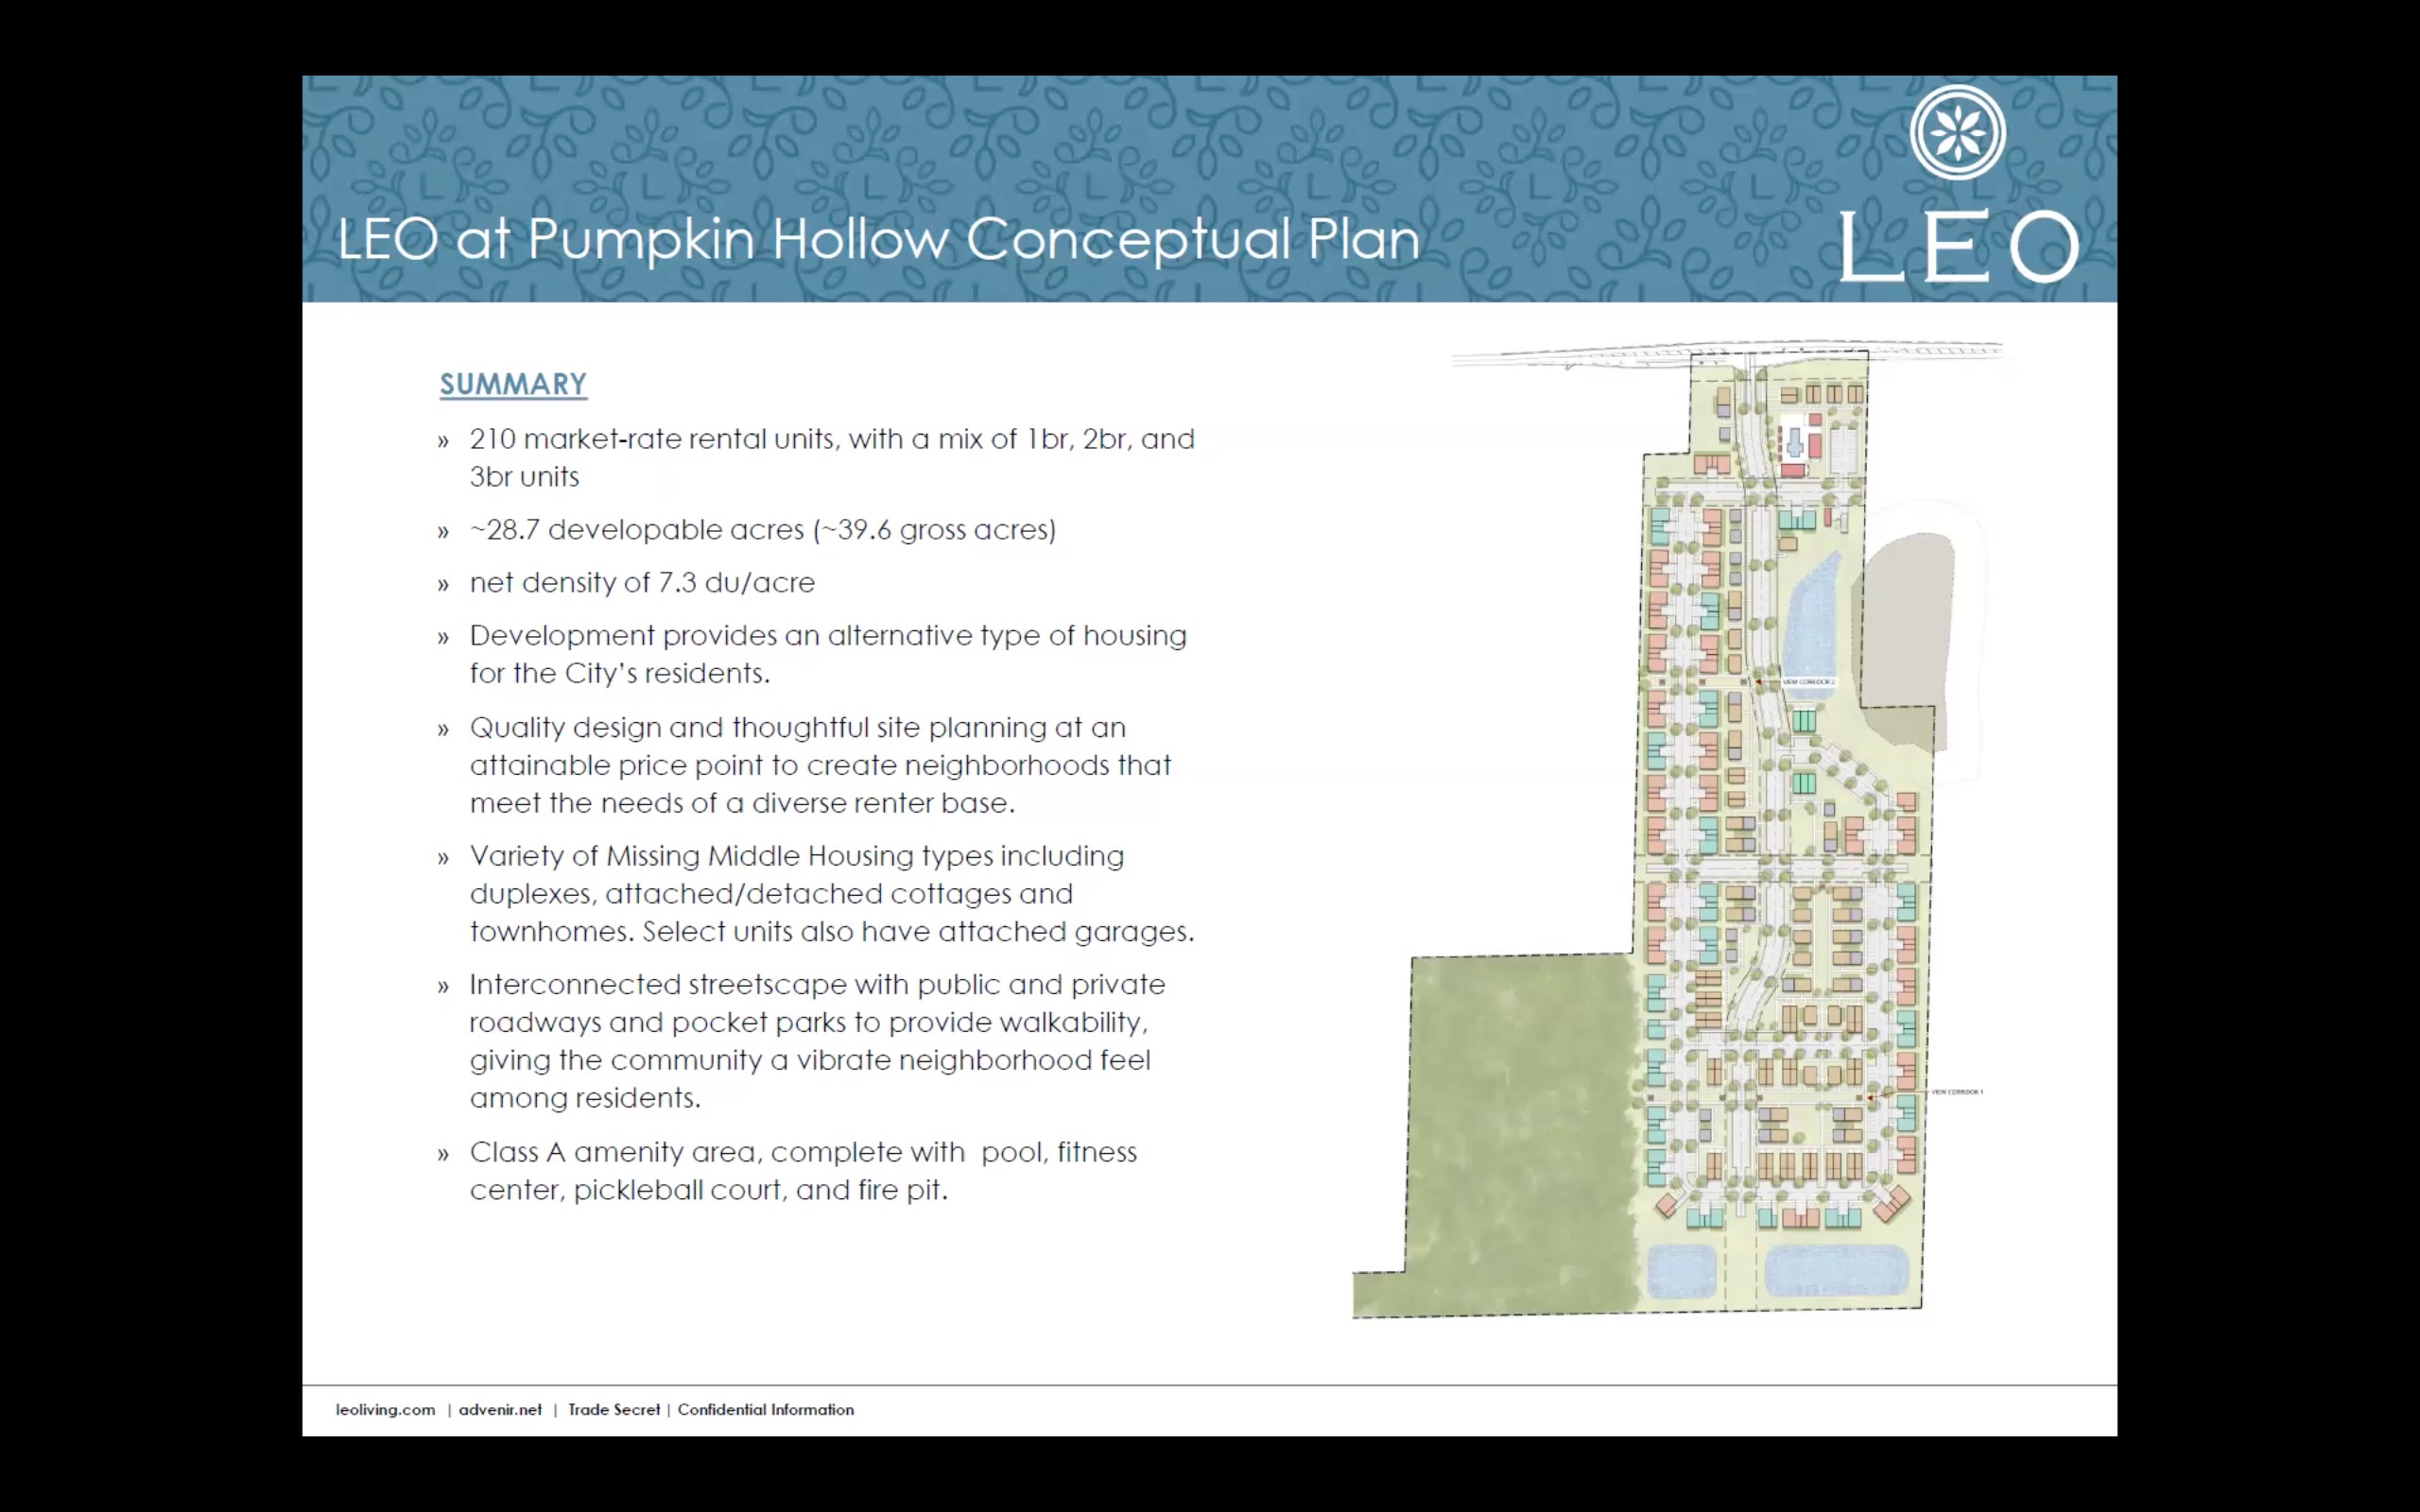 LEO at Pumpkin Hollow Conceptual Plan
LEO
SUMMARY
» 210 market-rate rental units, with a mix of 1br, 2br, and
3br units
» ~28.7 developable acres (~39.6 gross acres)
» net density of 7.3 du/acre
» Development provides an alternative type of housing
for the City's residents.
» Quality design and thoughtful site planning at an
attainable price point to create neighborhoods that
meet the needs of a diverse renter base.
» Variety of Missing Middle Housing types including
duplexes, attached/detached cottages and
townhomes. Select units also have attached garages.
» Interconnected streetscape with public and private
roadways and pocket parks to provide walkability,
giving the community a vibrate neighborhood feel
among residents.
» Class A amenity area, complete with  pool, fitness
center, pickleball court, and fire pit.
VIEW CORRIDOR 2
VIEW CORRIDOR 1
leoliving.com | advenir.net | Trade Secret | Confidential Information